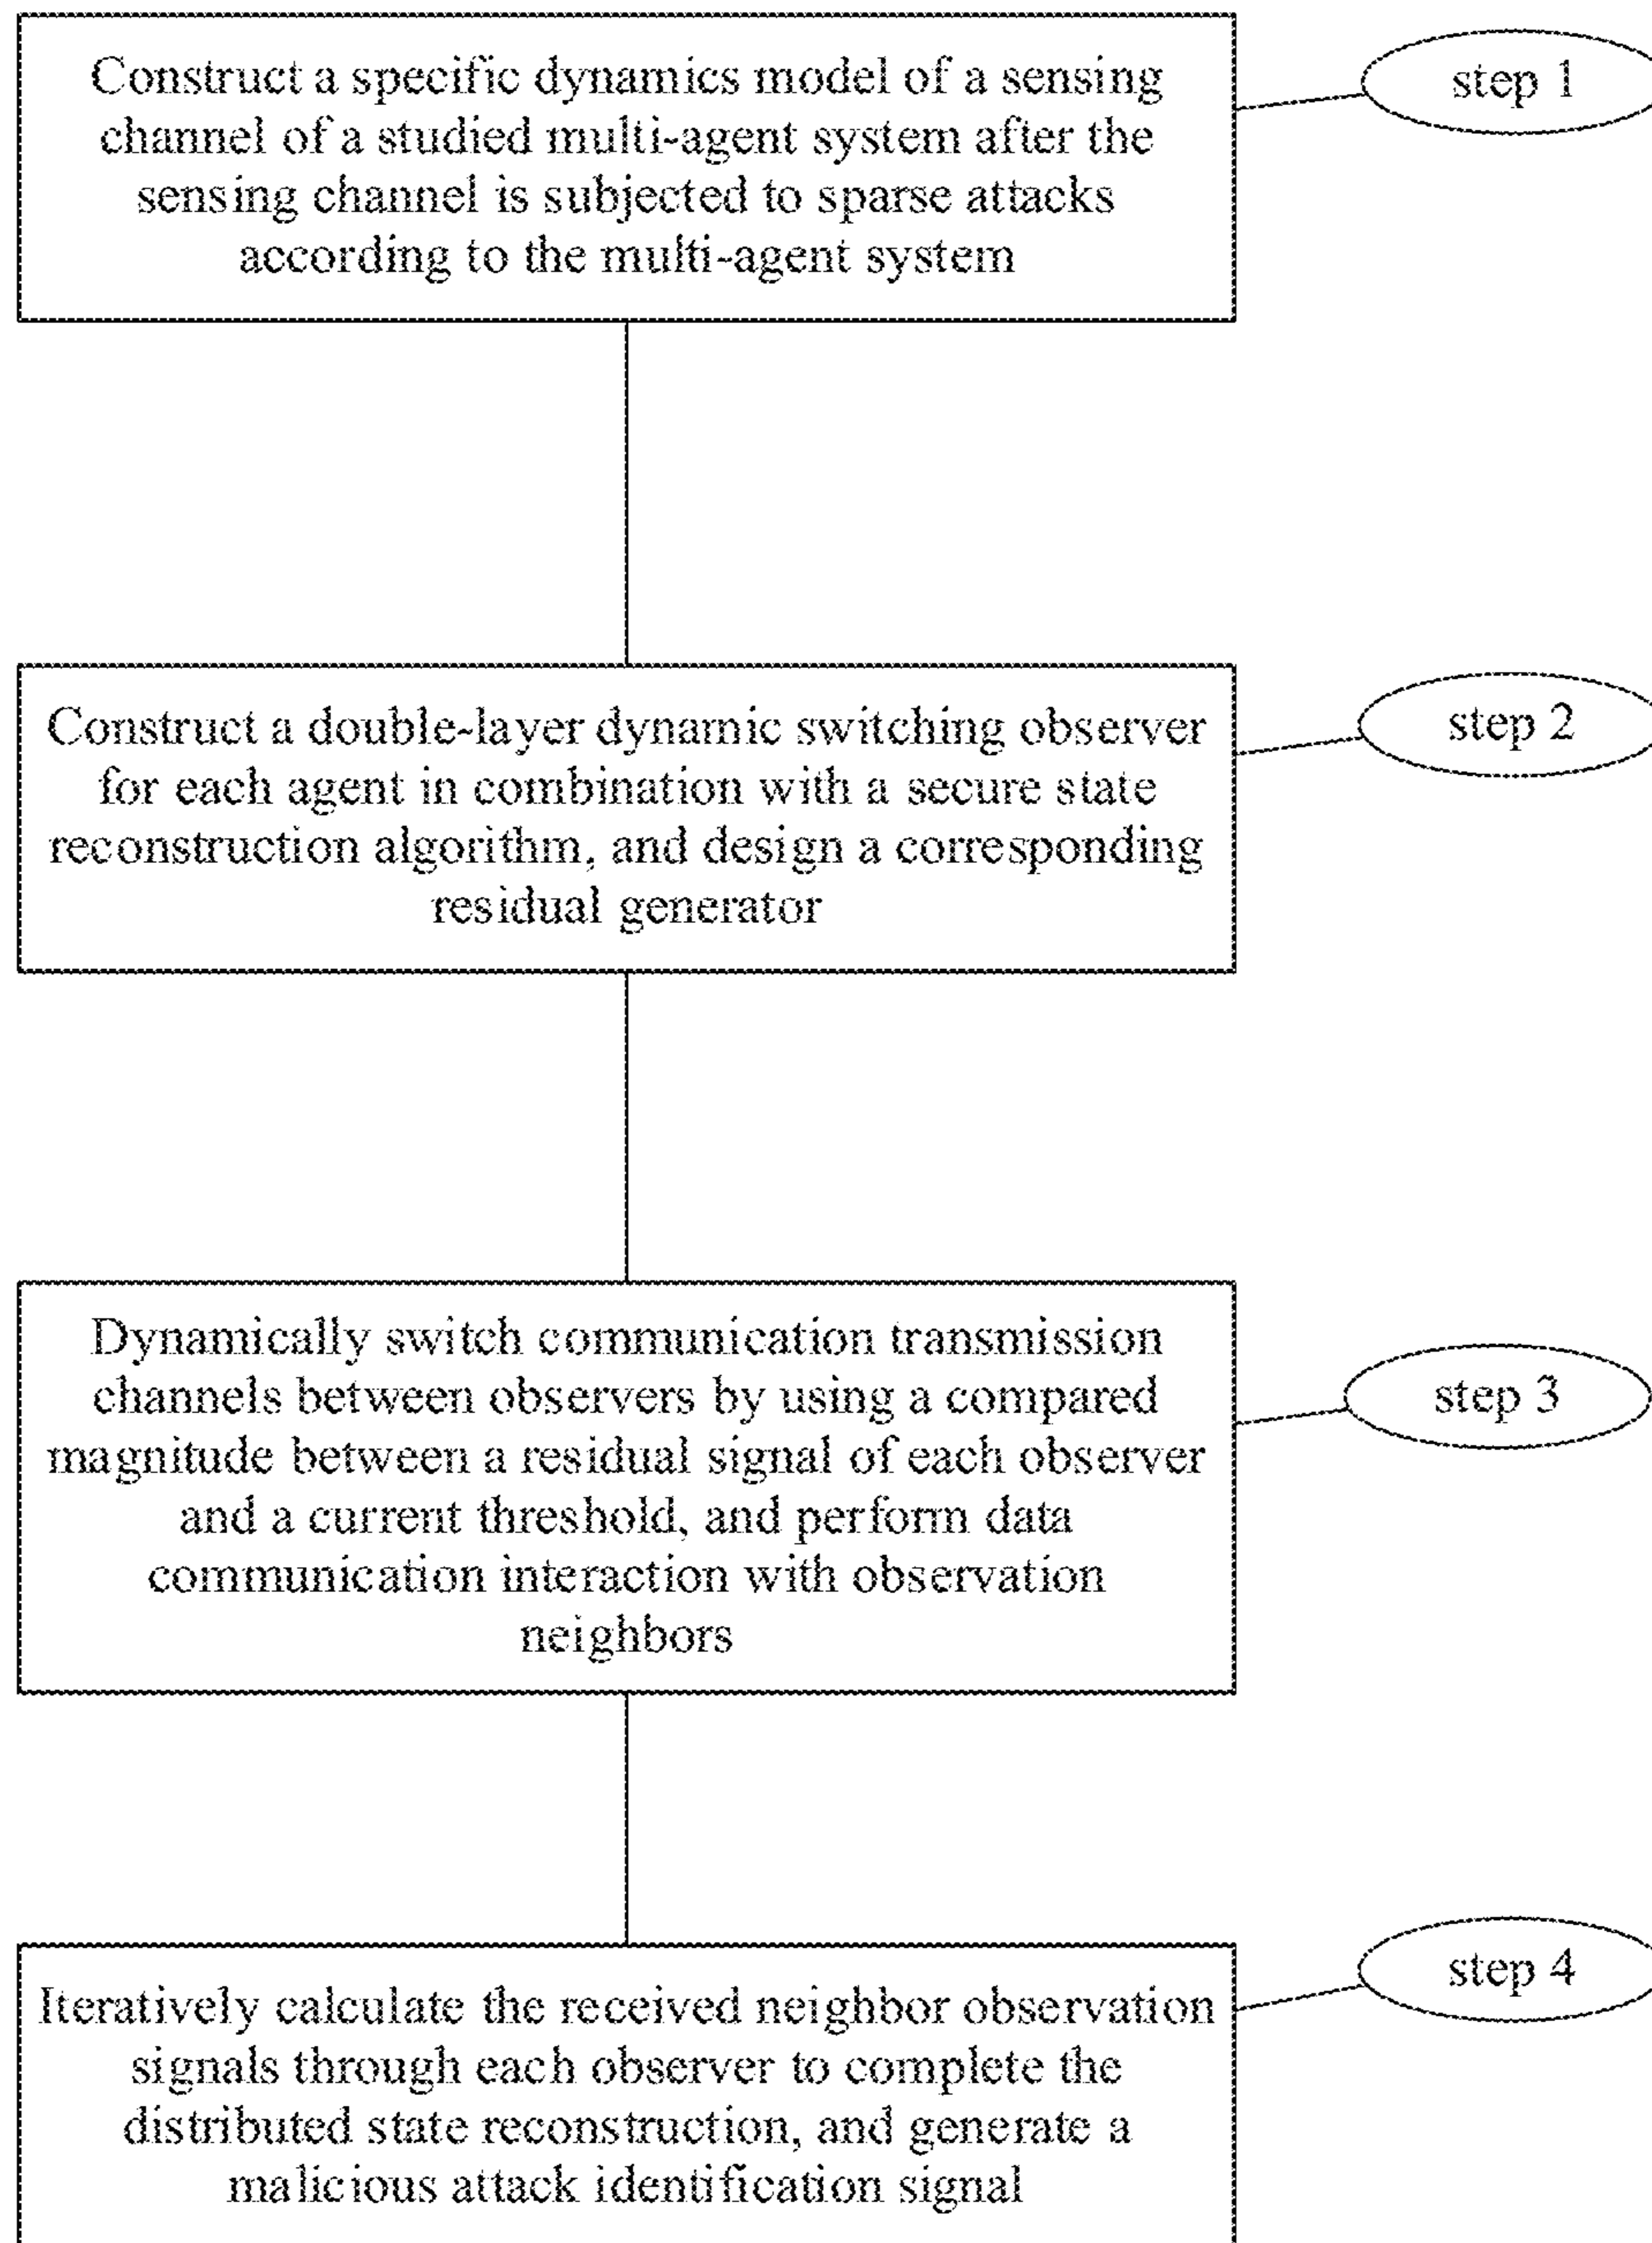 Construct a specific dynamics model of a sensing
channel of a studied multi-agent system after the
sensing channel is subjected to sparse attacks
according to the multi-agent system
step 1
Construct a double-layer dynamic switching observer
for each agent in combination with a secure state
reconstruction algorithm, and design a corresponding
residual generator
step 2
Dynamically switch communication transmission
channels between observers by using a compared
magnitude between a residual signal of each observer
and a current threshold, and perform data
communication interaction with observation
neighbors
step 3
Iteratively calculate the received neighbor observation
signals through each observer to complete the
distributed state reconstruction, and generate a
malicious attack identification signal
step 4